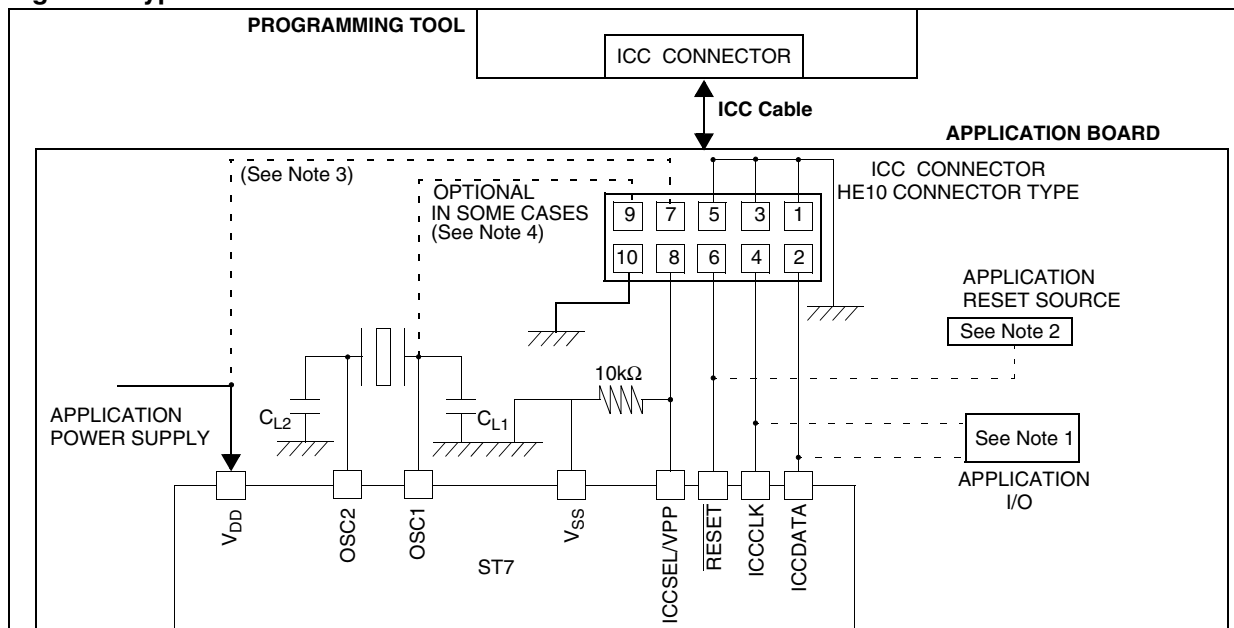 PROGRAMMING TOOL
ICC CONNECTOR
ICC Cable
APPLICATION BOARD
(See Note 3)
OPTIONAL
IN SOME CASES
(See Note 4)
ICC CONNECTOR
HE10 CONNECTOR TYPE
9 7 5 3 1
10 8 6 4 2
APPLICATION
RESET SOURCE
See Note 2
10kΩ
APPLICATION
POWER SUPPLY
CL2
CL1
See Note 1
APPLICATION
I/O
VDD
OSC2
OSC1
VSS
ICCSEL/VPP
RESET
ICCCLK
ICCDATA
ST7